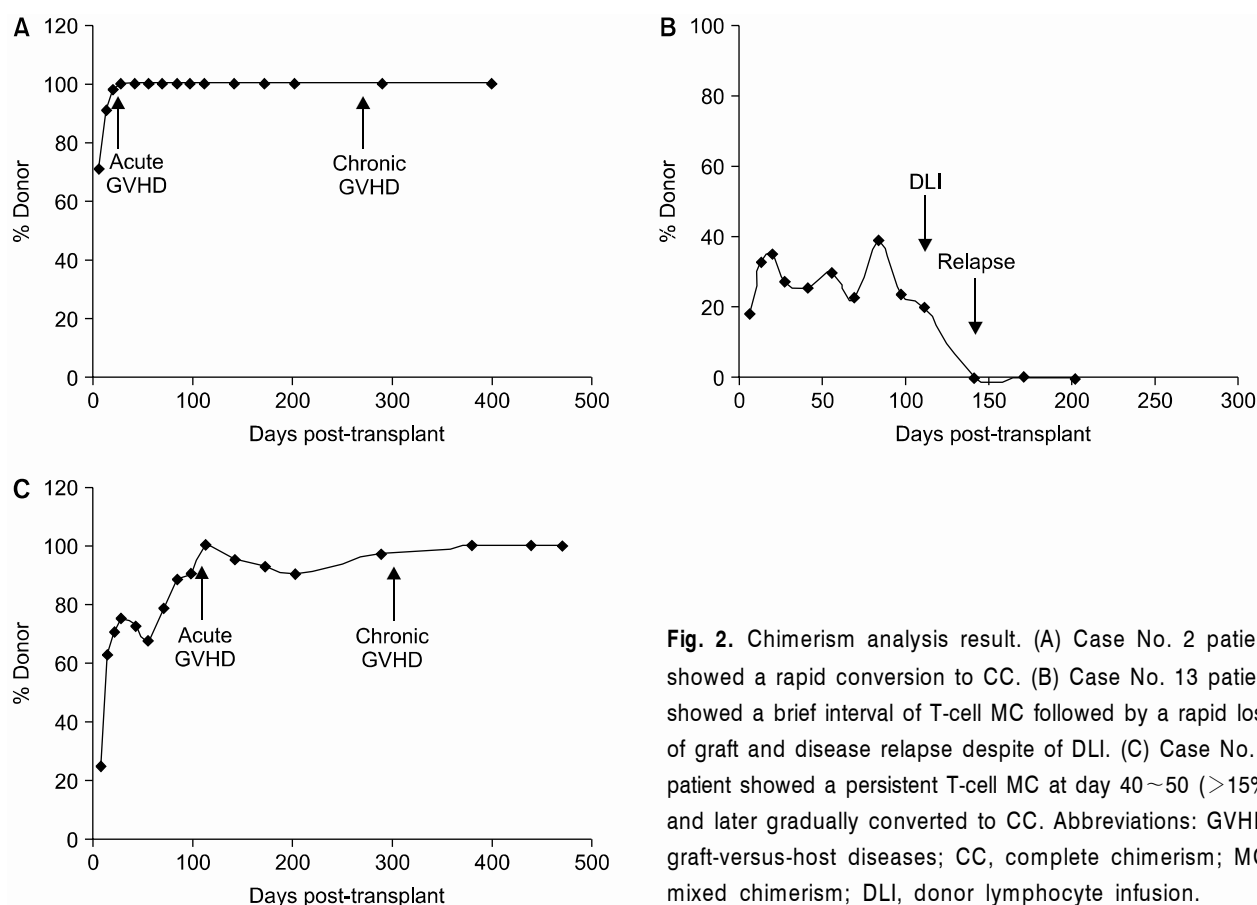 A
120
100
80
60
40
20
0
% Donor
Acute
GVHD
Chronic
GVHD
0 100 200 300 400 500
Days post-transplant
B
100
80
60
40
20
0
% Donor
DLI
Relapse
0 50 100 150 200 250 300
Days post-transplant
C
120
100
80
60
40
20
0
% Donor
Acute
GVHD
Chronic
GVHD
0 100 200 300 400 500
Days post-transplant
Fig. 2. Chimerism analysis result. (A) Case No. 2
showed a rapid conversion to CC. (B) Case No. 13
showed a brief interval of T-cell MC followed by a rapid
of graft and disease relapse despite of DLI. (C) Case No.
patient showed a persistent T-cell MC at day 40~50 (>15%
and later gradually converted to CC. Abbreviations:
graft-versus-host diseases; CC, complete chimerism;
mixed chimerism; DLI, donor lymphocyte infusion.